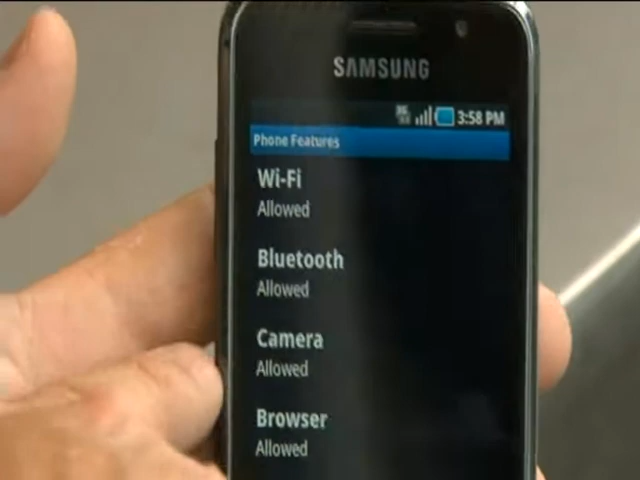 SAMSUNG
3:58 PM
Phone Features
Wi-Fi
Allowed
Bluetooth
Allowed
Camera
Allowed
Browser
Allowed